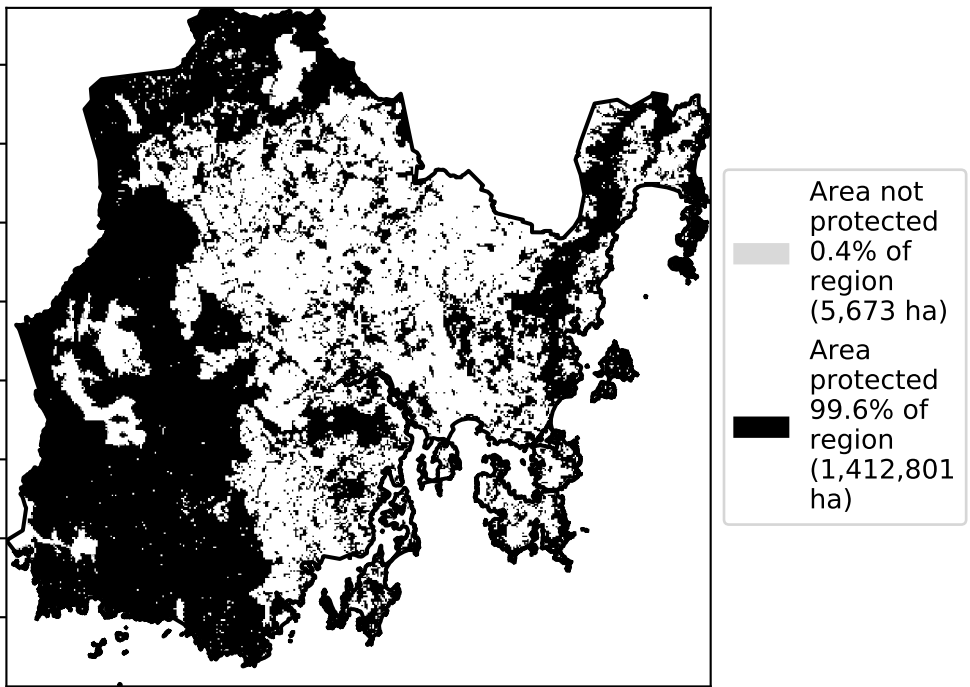 Area not
protected
0.4% of
region
(5,673 ha)
Area
protected
99.6% of
region
(1,412,801
ha)